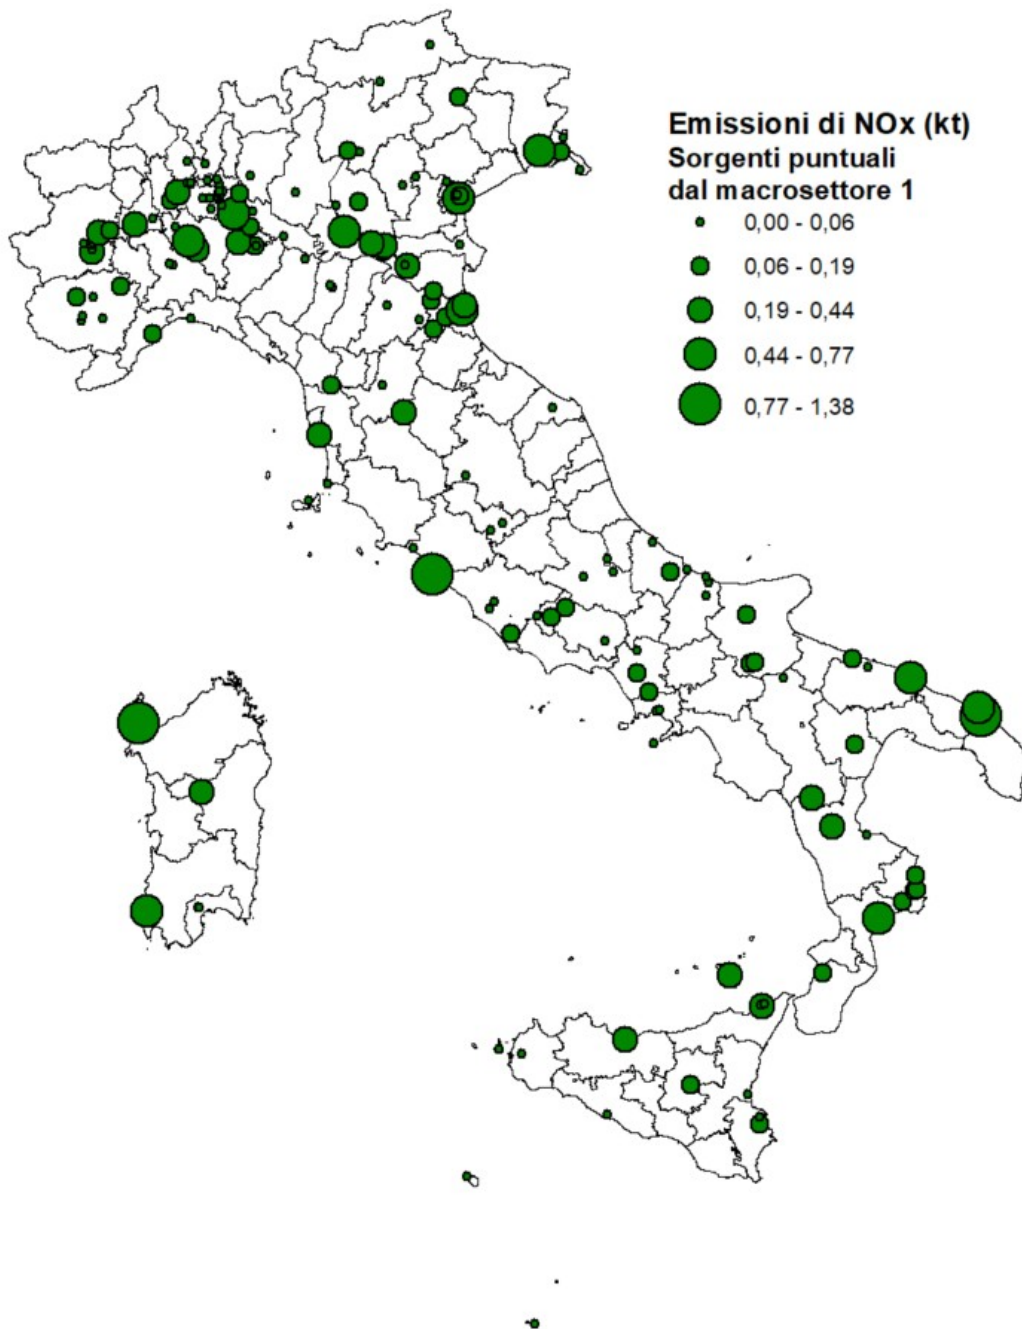 Emissioni di NOx (kt)
Sorgenti puntuali
dal macrosettore 1
0,00 - 0,06
0,06 - 0,19
0,19 - 0,44
0,44 - 0,77
0,77 - 1,38